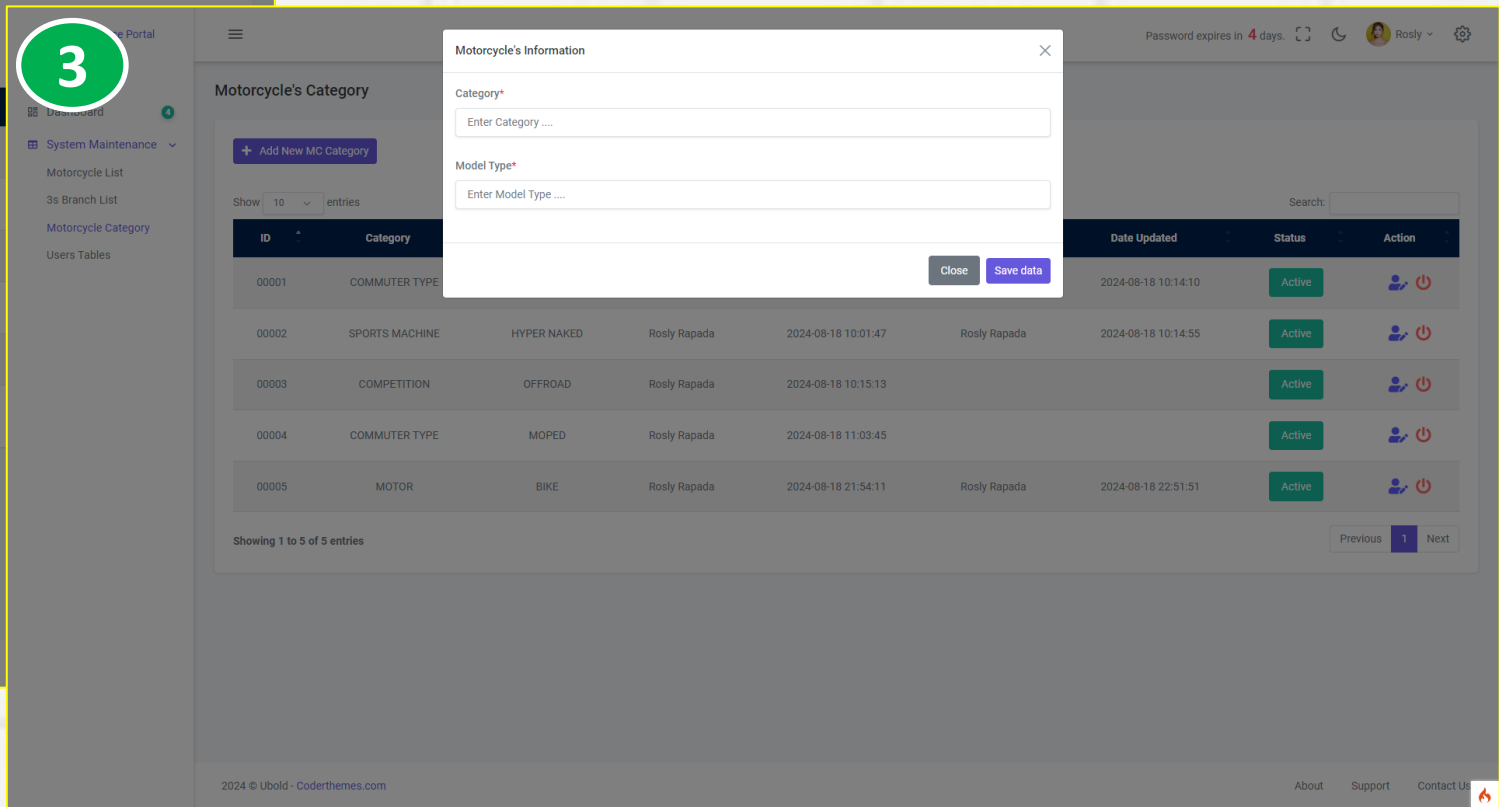 3
e Portal
Password expires in 4 days.
Rosly
Motorcycle's Information
Motorcycle's Category
Category*
Enter Category ....
Model Type*
Enter Model Type ....
Close
Save data
Dashboard
4
System Maintenance
Motorcycle List
3s Branch List
Motorcycle Category
Users Tables
+ Add New MC Category
Show 10 entries
Search:
ID Category Date Updated Status Action
00001 COMMUTER TYPE 2024-08-18 10:14:10 Active
00002 SPORTS MACHINE HYPER NAKED Rosly Rapada 2024-08-18 10:01:47 Rosly Rapada 2024-08-18 10:14:55 Active
00003 COMPETITION OFFROAD Rosly Rapada 2024-08-18 10:15:13 Active
00004 COMMUTER TYPE MOPED Rosly Rapada 2024-08-18 11:03:45 Active
00005 MOTOR BIKE Rosly Rapada 2024-08-18 21:54:11 Rosly Rapada 2024-08-18 22:51:51 Active
Showing 1 to 5 of 5 entries
Previous 1 Next
2024 © Ubold - Coderthemes.com
About Support Contact Us